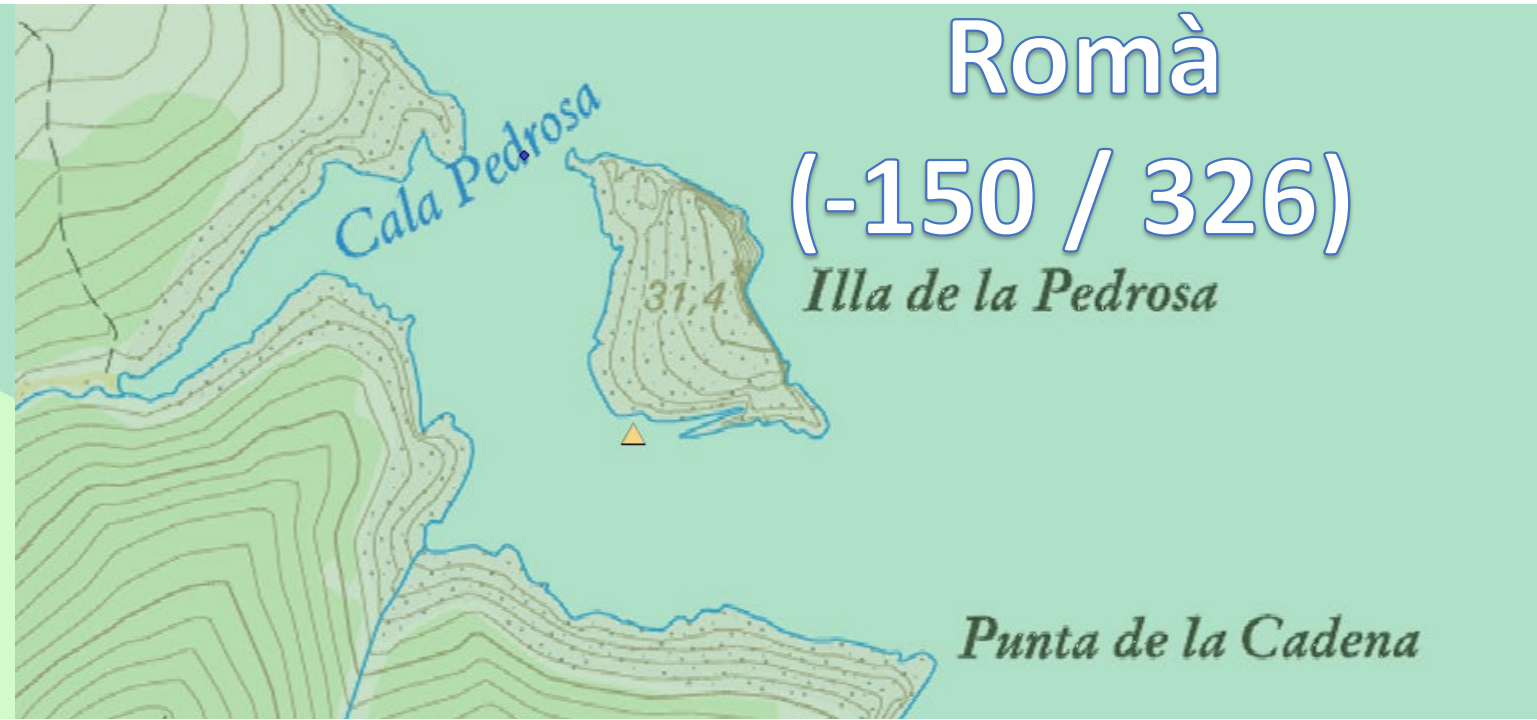 Romà
(-150 / 326)
Cala Pedrosa
Illa de la Pedrosa
31,4
Punta de la Cadena